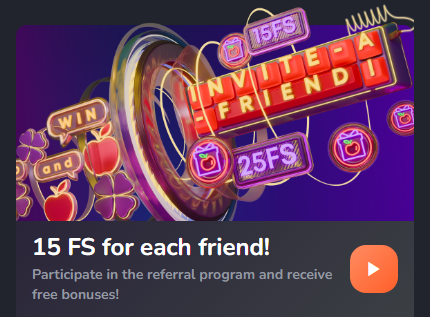 15FS
INVITE-A
-FRIEND!
WIN
and
25FS
15 FS for each friend!
Participate in the referral program and receive
free bonuses!